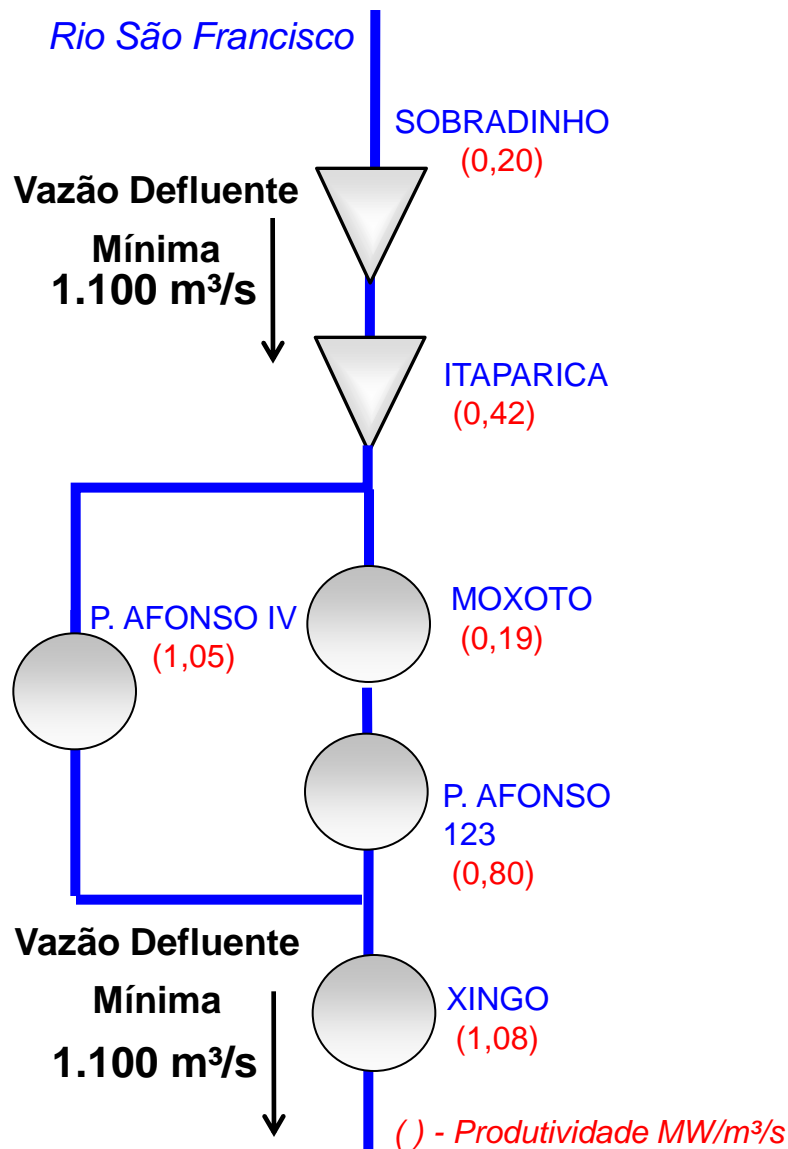 Rio São Francisco
SOBRADINHO
(0,20)
Vazão Defluente
Mínima
1.100 m³/s
ITAPARICA
(0,42)
P. AFONSO IV
(1,05)
MOXOTO
(0,19)
P. AFONSO
123
(0,80)
Vazão Defluente
Mínima
1.100 m³/s
XINGO
(1,08)
( ) - Produtividade MW/m³/s